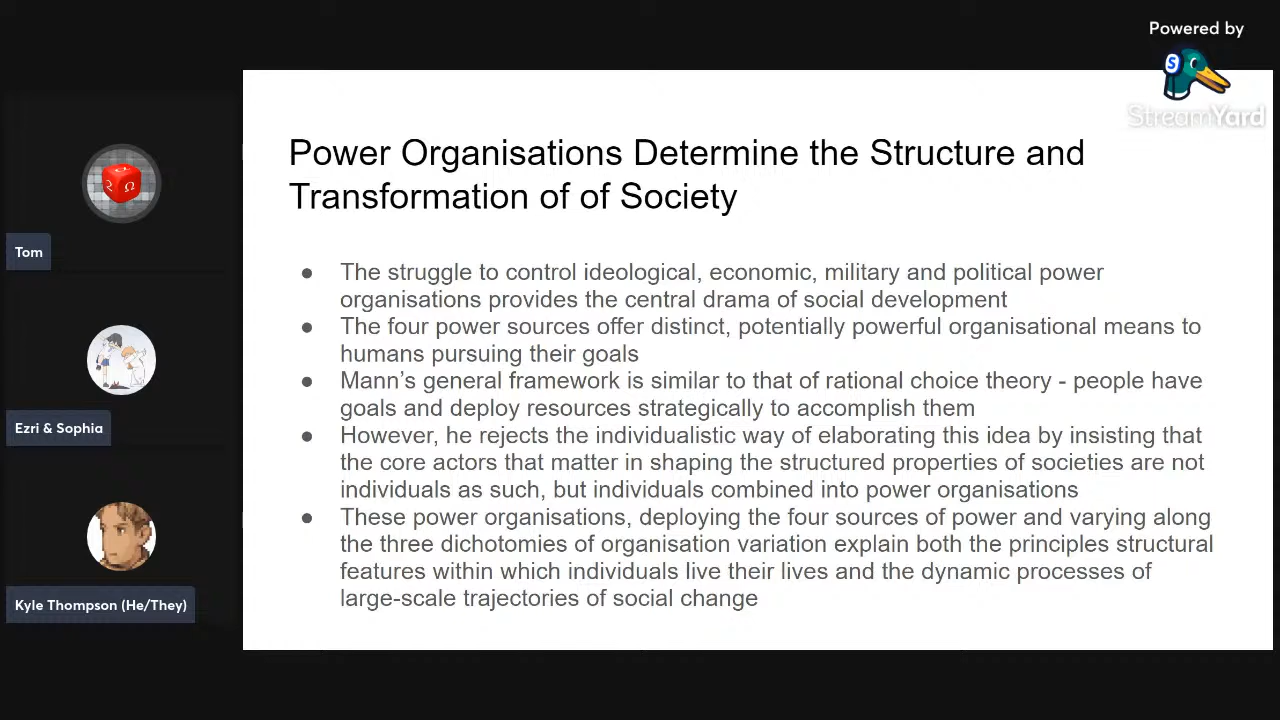 Powered by
StreamYard
Power Organisations Determine the Structure and
Transformation of of Society
● The struggle to control ideological, economic, military and political power
organisations provides the central drama of social development
● The four power sources offer distinct, potentially powerful organisational means to
humans pursuing their goals
● Mann’s general framework is similar to that of rational choice theory - people have
goals and deploy resources strategically to accomplish them
● However, he rejects the individualistic way of elaborating this idea by insisting that
the core actors that matter in shaping the structured properties of societies are not
individuals as such, but individuals combined into power organisations
● These power organisations, deploying the four sources of power and varying along
the three dichotomies of organisation variation explain both the principles structural
features within which individuals live their lives and the dynamic processes of
large-scale trajectories of social change
Tom
Ezri & Sophia
Kyle Thompson (He/They)